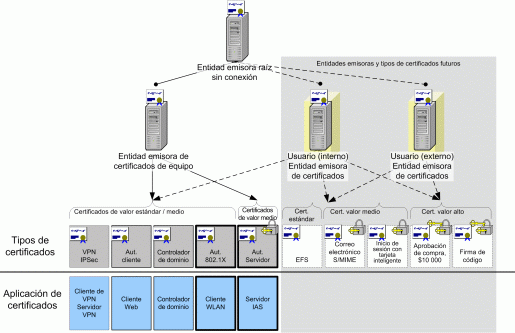 Entidad emisora raíz
sin conexión
Entidades emisoras y tipos de certificados futuros
Entidad emisora de
certificados de equipo
Usuario (interno)
Entidad emisora
de certificados
Usuario (externo)
Entidad emisora
de certificados
Certificados de valor estándar / medio
Certificados
de valor medio
Cert.
estándar
Cert. valor medio
Cert. valor alto
Tipos de
certificados
VPN
IPSec
Aut.
cliente
Controlador
de dominio
Aut.
802.1X
Aut.
Servidor
EFS
Correo
electrónico
S/MIME
Inicio de
sesión con
tarjeta
inteligente
Aprobación
de compra,
$10 000
Firma de
código
Aplicación de
certificados
Cliente de
VPN
Servidor
VPN
Cliente
Web
Controlador
de dominio
Cliente
WLAN
Servidor
IAS